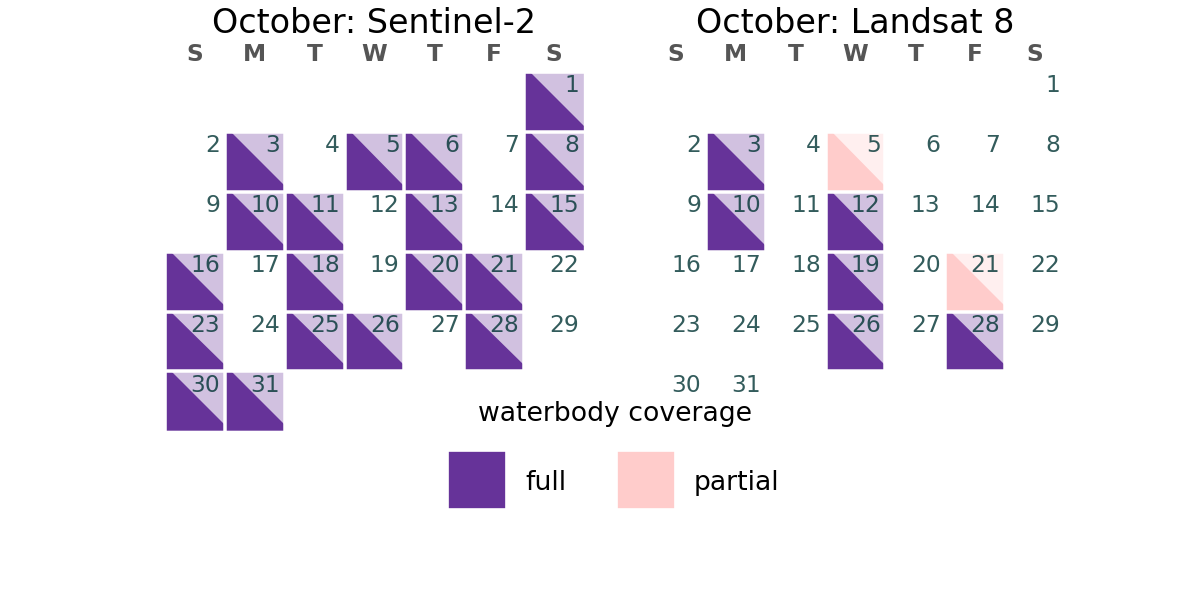 October: Sentinel-2
S M T W T F S
1
2 3 4 5 6 7 8
9 10 11 12 13 14 15
16 17 18 19 20 21 22
23 24 25 26 27 28 29
30 31
October: Landsat 8
S M T W T F S
1
2 3 4 5 6 7 8
9 10 11 12 13 14 15
16 17 18 19 20 21 22
23 24 25 26 27 28 29
30 31
waterbody coverage
full partial